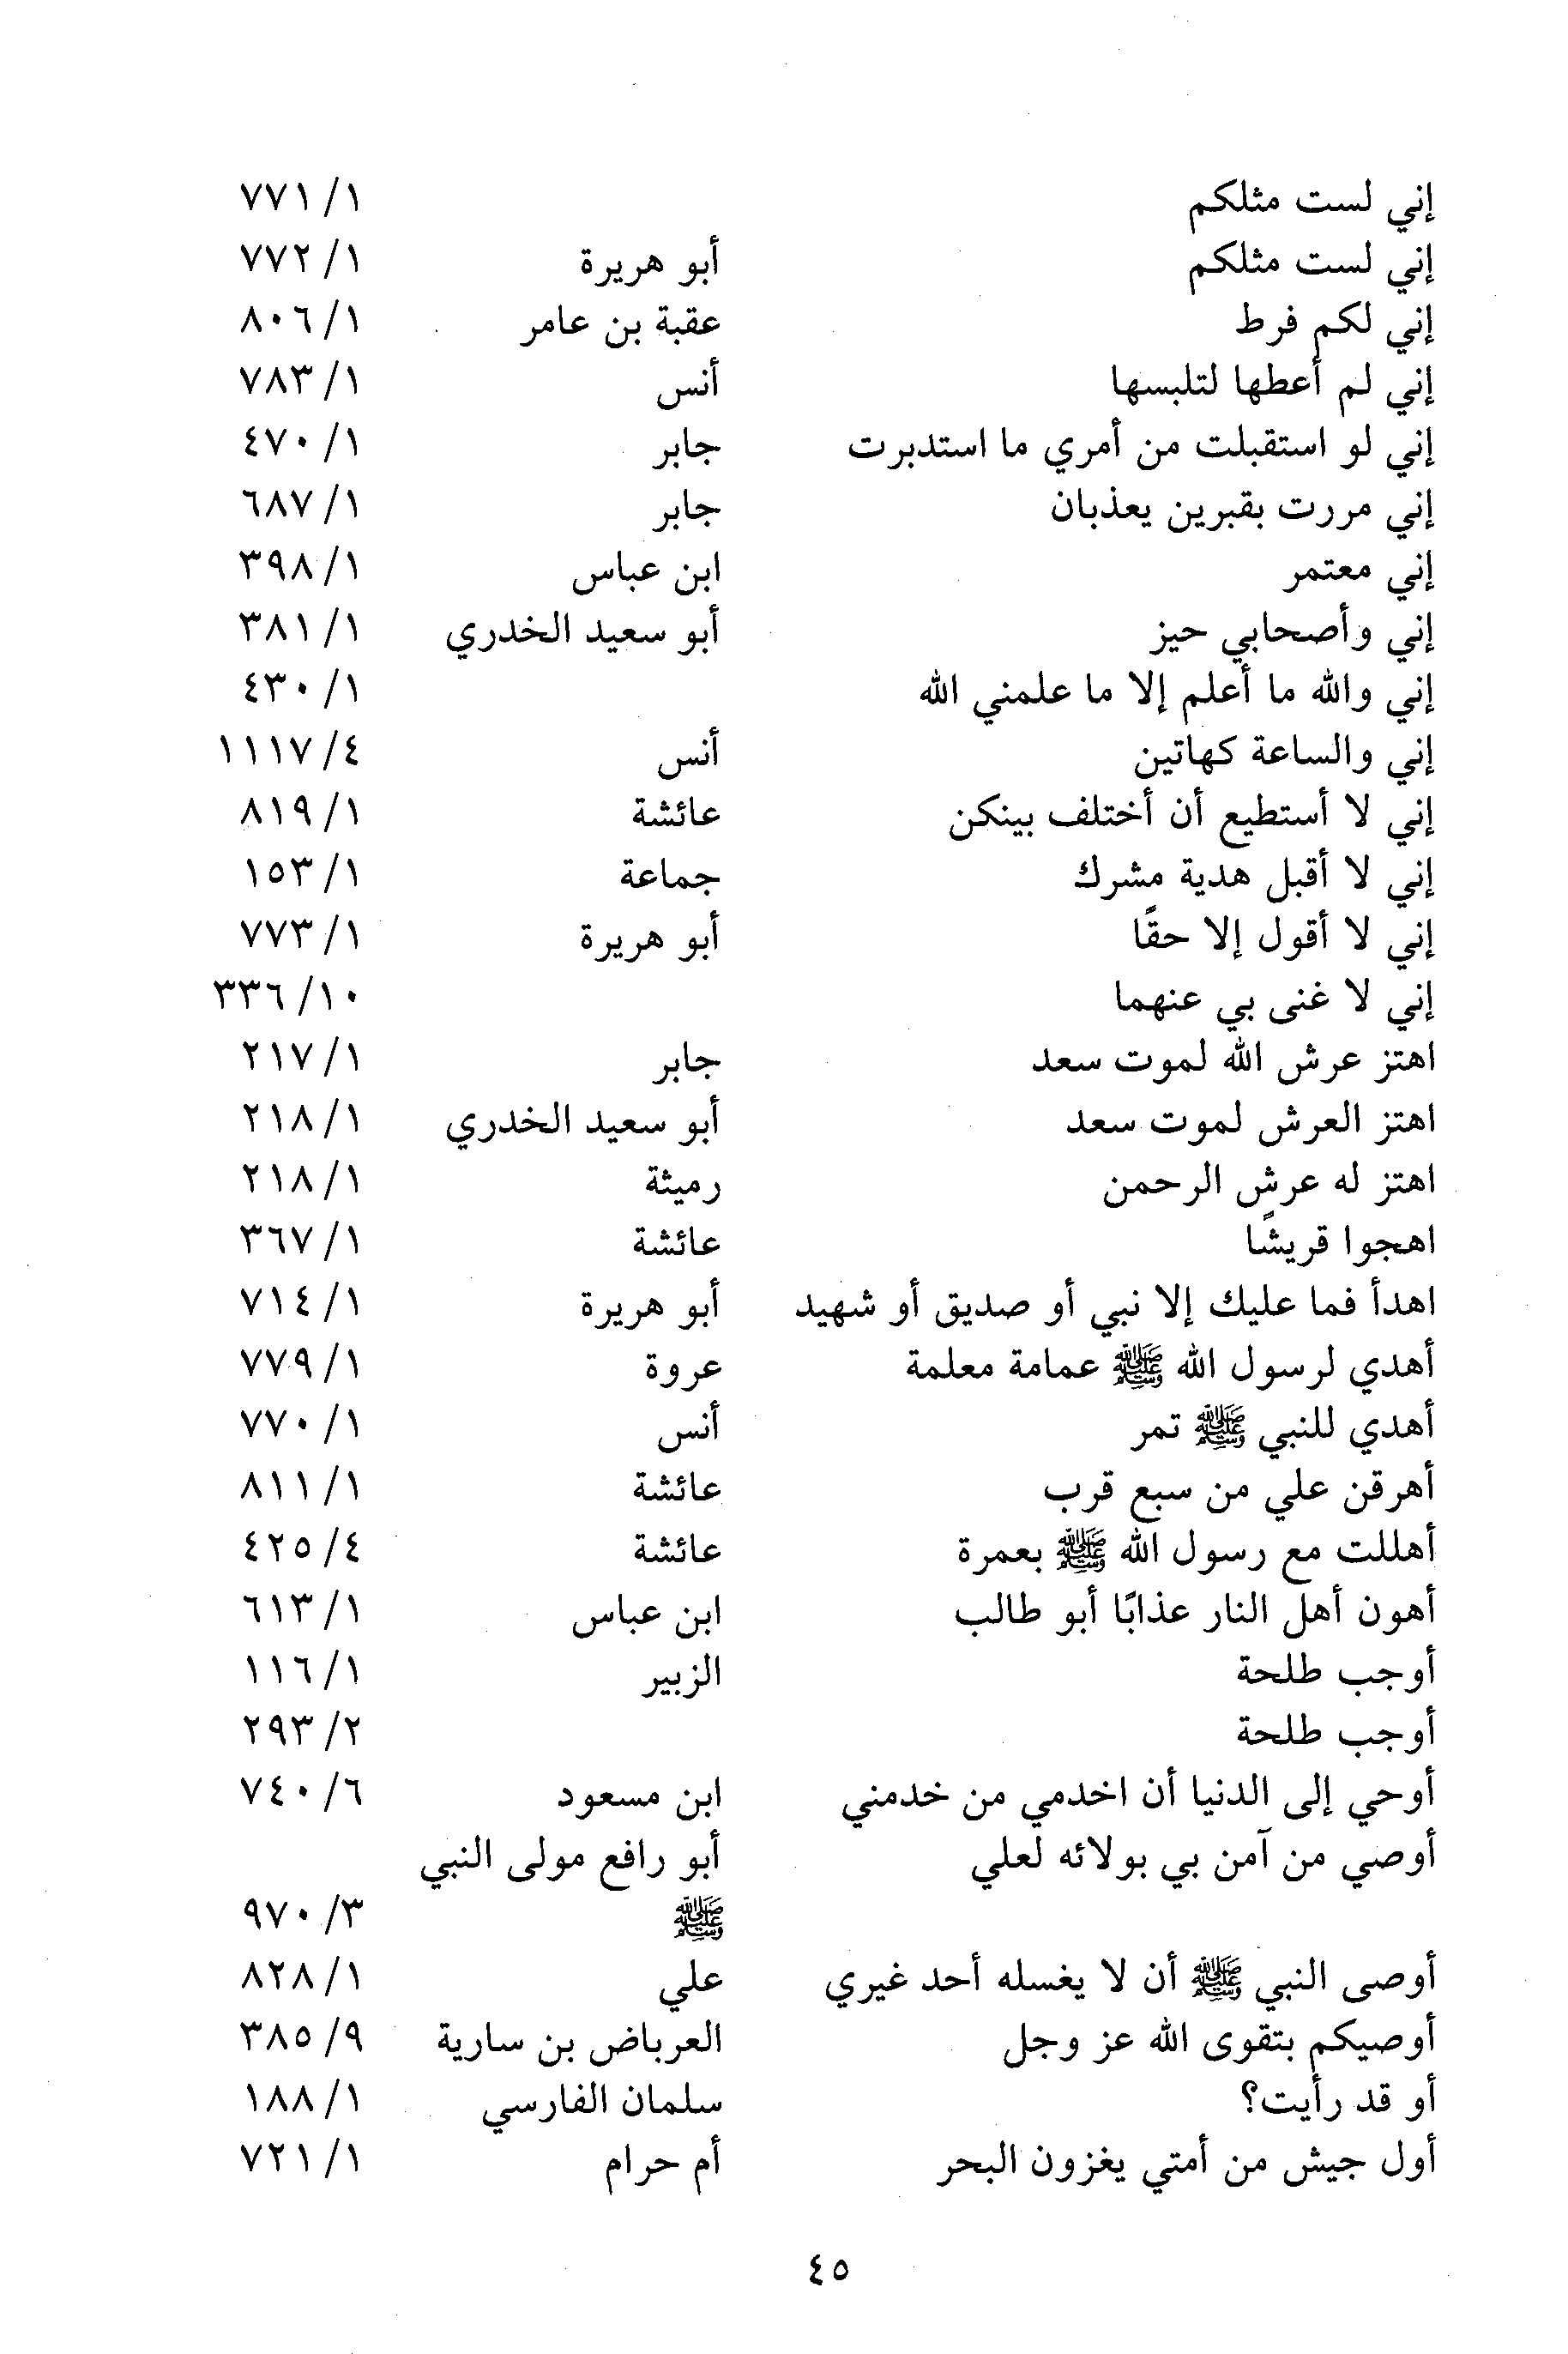 إني لست مثلكم ١/ ٧٧١
إني لست مثلكم أبو هريرة ١/ ٧٧٢
إني لكم فرط عقبة بن عامر ١/ ٨٠٦
إني لم أعطها لتلبسها أنس ١/ ٧٨٣
إني لو استقبلت من أمري ما استدبرت جابر ١/ ٤٧٠
إني مررت بقبرين يعذبان جابر ١/ ٦٨٧
إني معتمر ابن عباس ١/ ٣٩٨
إني وأصحابي حيز أبو سعيد الخدري ١/ ٣٨١
إني والله ما أعلم إلا ما علمني الله ١/ ٤٣٠
إني والساعة كهاتين أنس ٤/ ١١١٧
إني لا أستطيع أن أختلف بينكن عائشة ١/ ٨١٩
إني لا أقبل هدية مشرك جماعة ١/ ١٥٣
إني لا أقول إلا حقًا أبو هريرة ١/ ٧٧٣
إني لا غنى بي عنهما ١٠/ ٣٣٦
اهتز عرش الله لموت سعد جابر ١/ ٢١٧
اهتز العرش لموت سعد أبو سعيد الخدري ١/ ٢١٨
اهتز له عرش الرحمن رميثة ١/ ٢١٨
اهجوا قريشًا عائشة ١/ ٣٦٧
اهدأ فما عليك إلا نبي أو صديق أو شهيد أبو هريرة ١/ ٧١٤
أهدي لرسول الله ﷺ عمامة معلمة عروة ١/ ٧٧٩
أهدي للنبي ﷺ تمر أنس ١/ ٧٧٠
أهرقن علي من سبع قرب عائشة ١/ ٨١١
أهللت مع رسول الله ﷺ بعمرة عائشة ٤/ ٤٢٥
أهون أهل النار عذابًا أبو طالب ابن عباس ١/ ٦١٣
أوجب طلحة الزبير ١/ ١١٦
أوجب طلحة ٢/ ٢٩٣
أوحي إلى الدنيا أن اخدمي من خدمني ابن مسعود ٦/ ٧٤٠
أوصي من آمن بي بولائه لعلي أبو رافع مولى النبي
ﷺ ٣/ ٩٧٠
أوصى النبي ﷺ أن لا يغسله أحد غيري علي ١/ ٨٢٨
أوصيكم بتقوى الله عز وجل العرباض بن سارية ٩/ ٣٨٥
أو قد رأيت؟ سلمان الفارسي ١/ ١٨٨
أول جيش من أمتي يغزون البحر أم حرام ١/ ٧٢١
٤٥